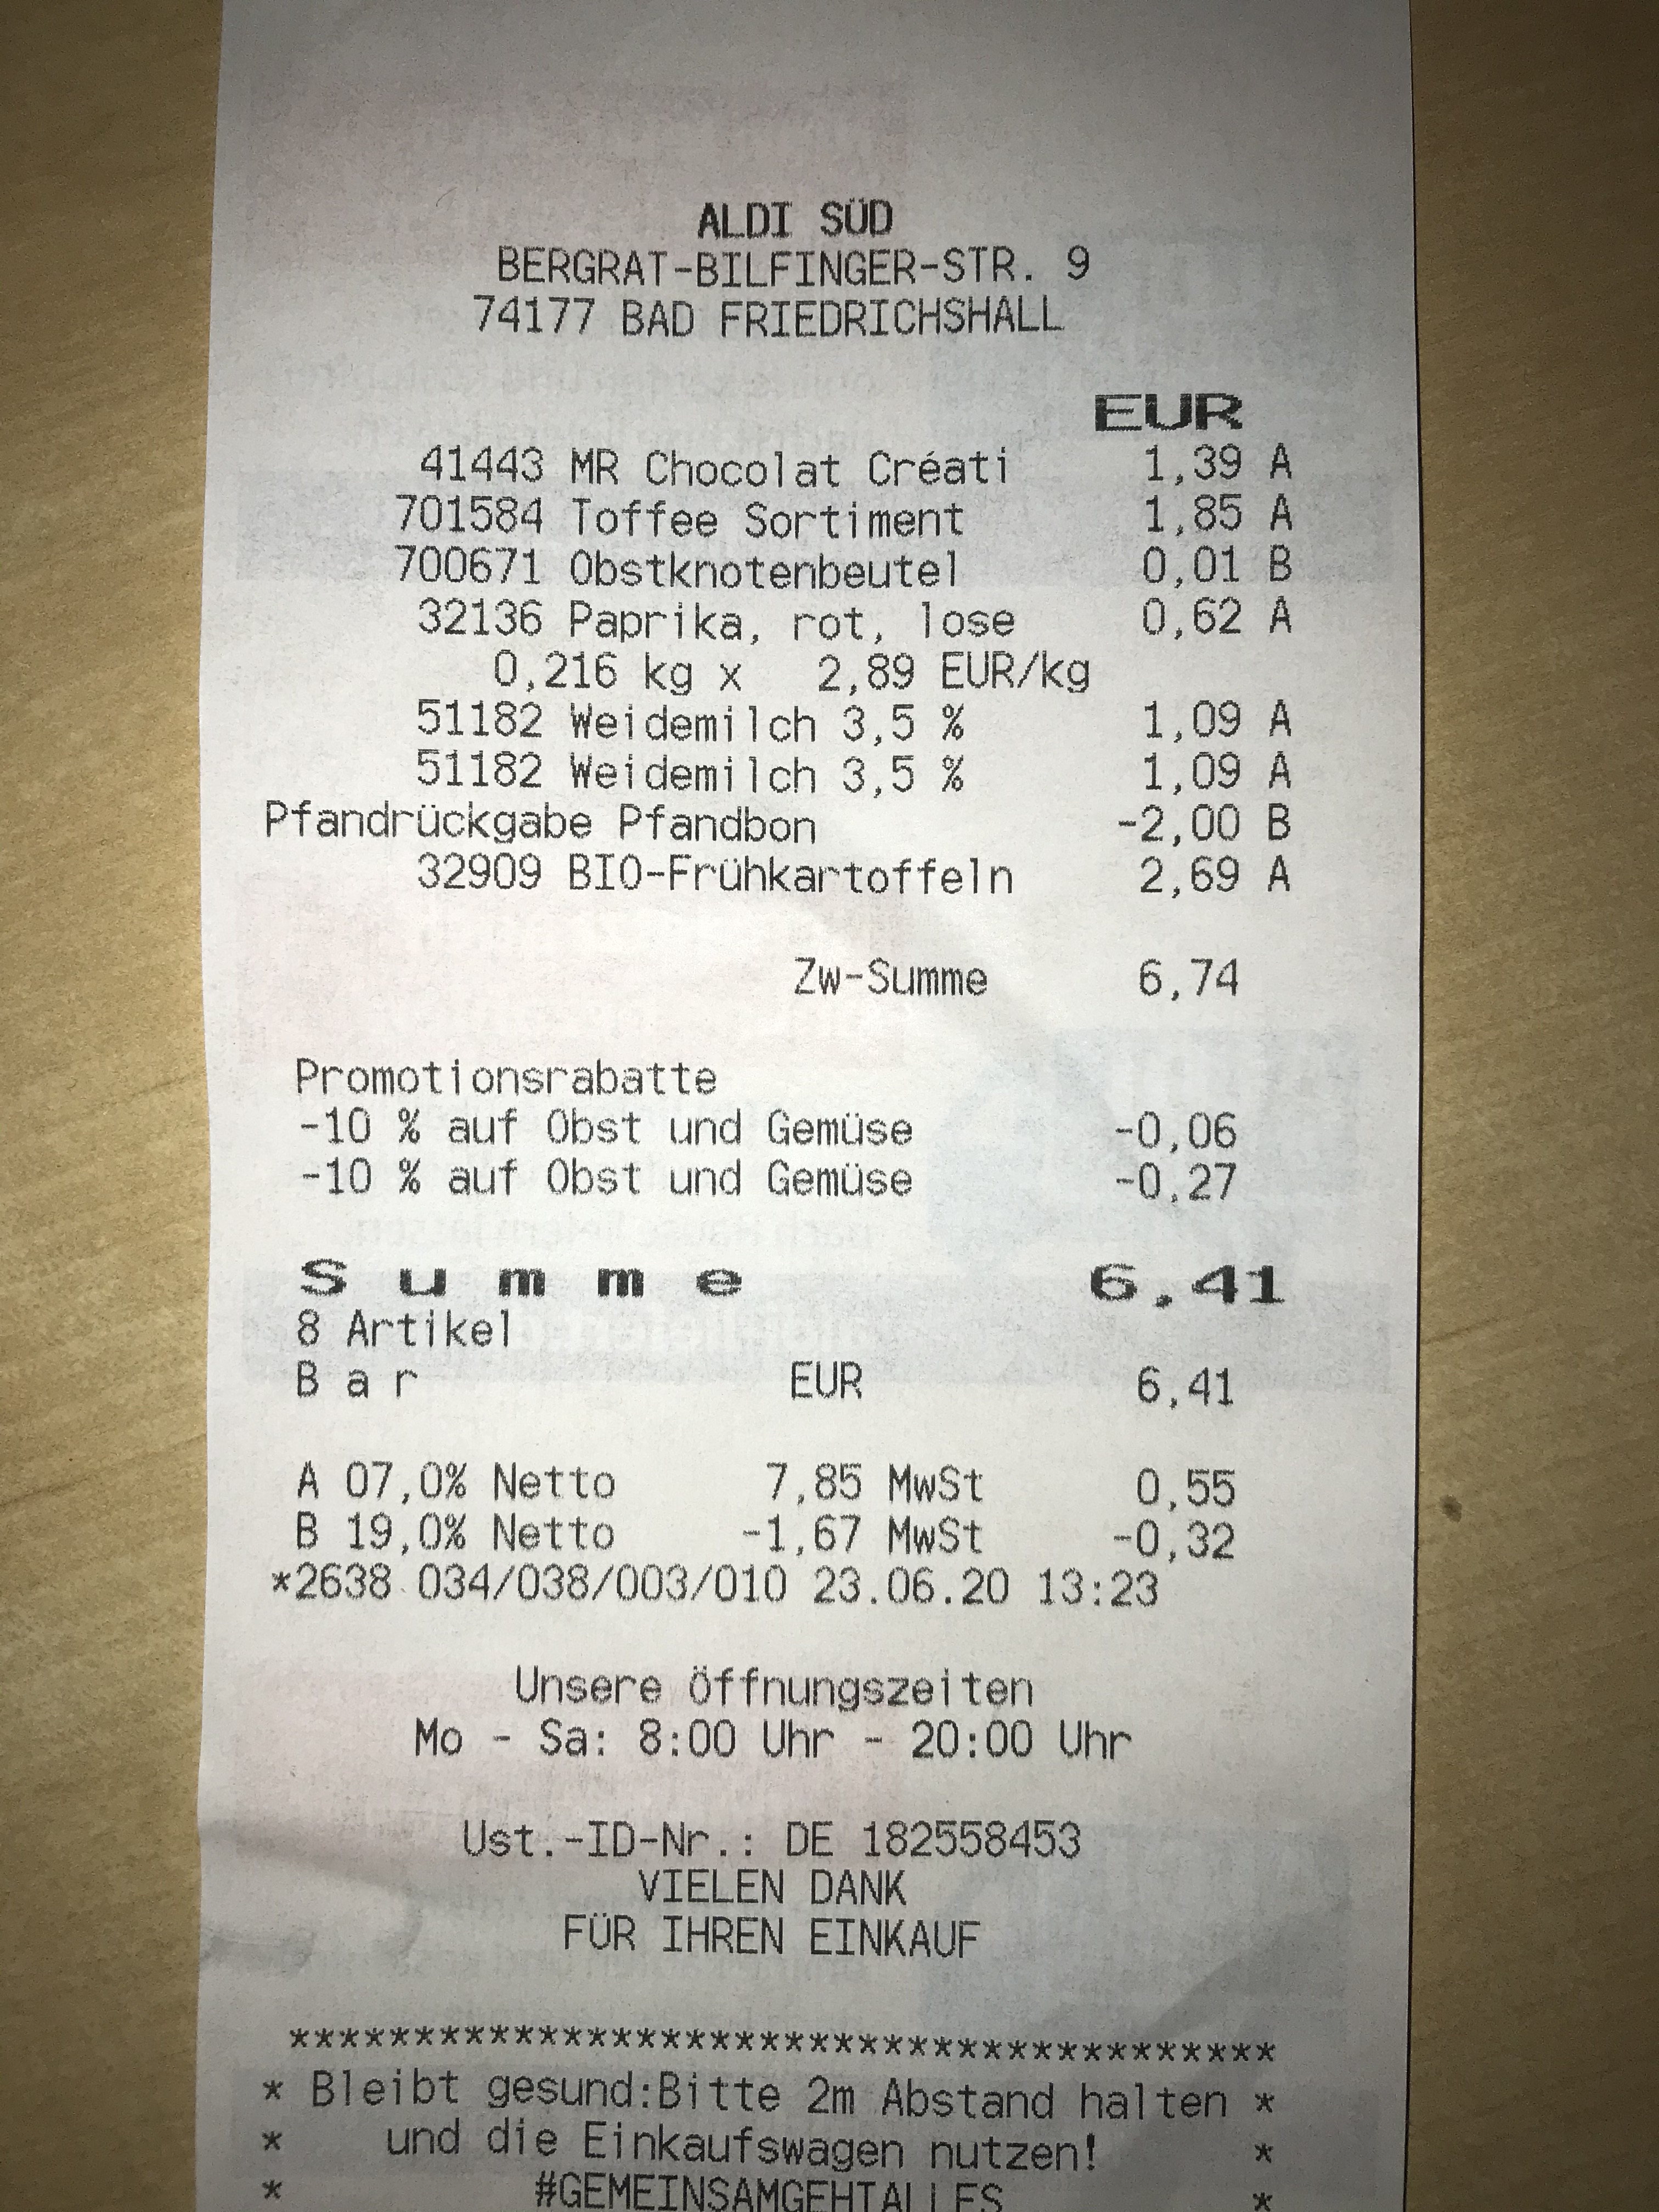 ALDI SÜD
BERGRAT-BILFINGER-STR. 9
74177 BAD FRIEDRICHSHALL
EUR
41443 MR Chocolat Créati 1,39 A
701584 Toffee Sortiment 1,85 A
700671 Obstknotenbeutel 0,01 B
32136 Paprika, rot, lose 0,62 A
0,216 kg x 2,89 EUR/kg
51182 Weidemilch 3,5 % 1,09 A
51182 Weidemilch 3,5 % 1,09 A
Pfandrückgabe Pfandbon -2,00 B
32909 BIO-Frühkartoffeln 2,69 A
Zw-Summe 6,74
Promotionsrabatte
-10 % auf Obst und Gemüse -0,06
-10 % auf Obst und Gemüse -0,27
S u m m e 6,41
8 Artikel
B a r EUR 6,41
A 07,0% Netto 7,85 MwSt 0,55
B 19,0% Netto -1,67 MwSt -0,32
*2638 034/038/003/010 23.06.20 13:23
Unsere Öffnungszeiten
Mo - Sa: 8:00 Uhr - 20:00 Uhr
Ust.-ID-Nr.: DE 182558453
VIELEN DANK
FÜR IHREN EINKAUF
****************************************
* Bleibt gesund:Bitte 2m Abstand halten *
* und die Einkaufswagen nutzen! *
* #GEMEINSAMGEHTALLES *